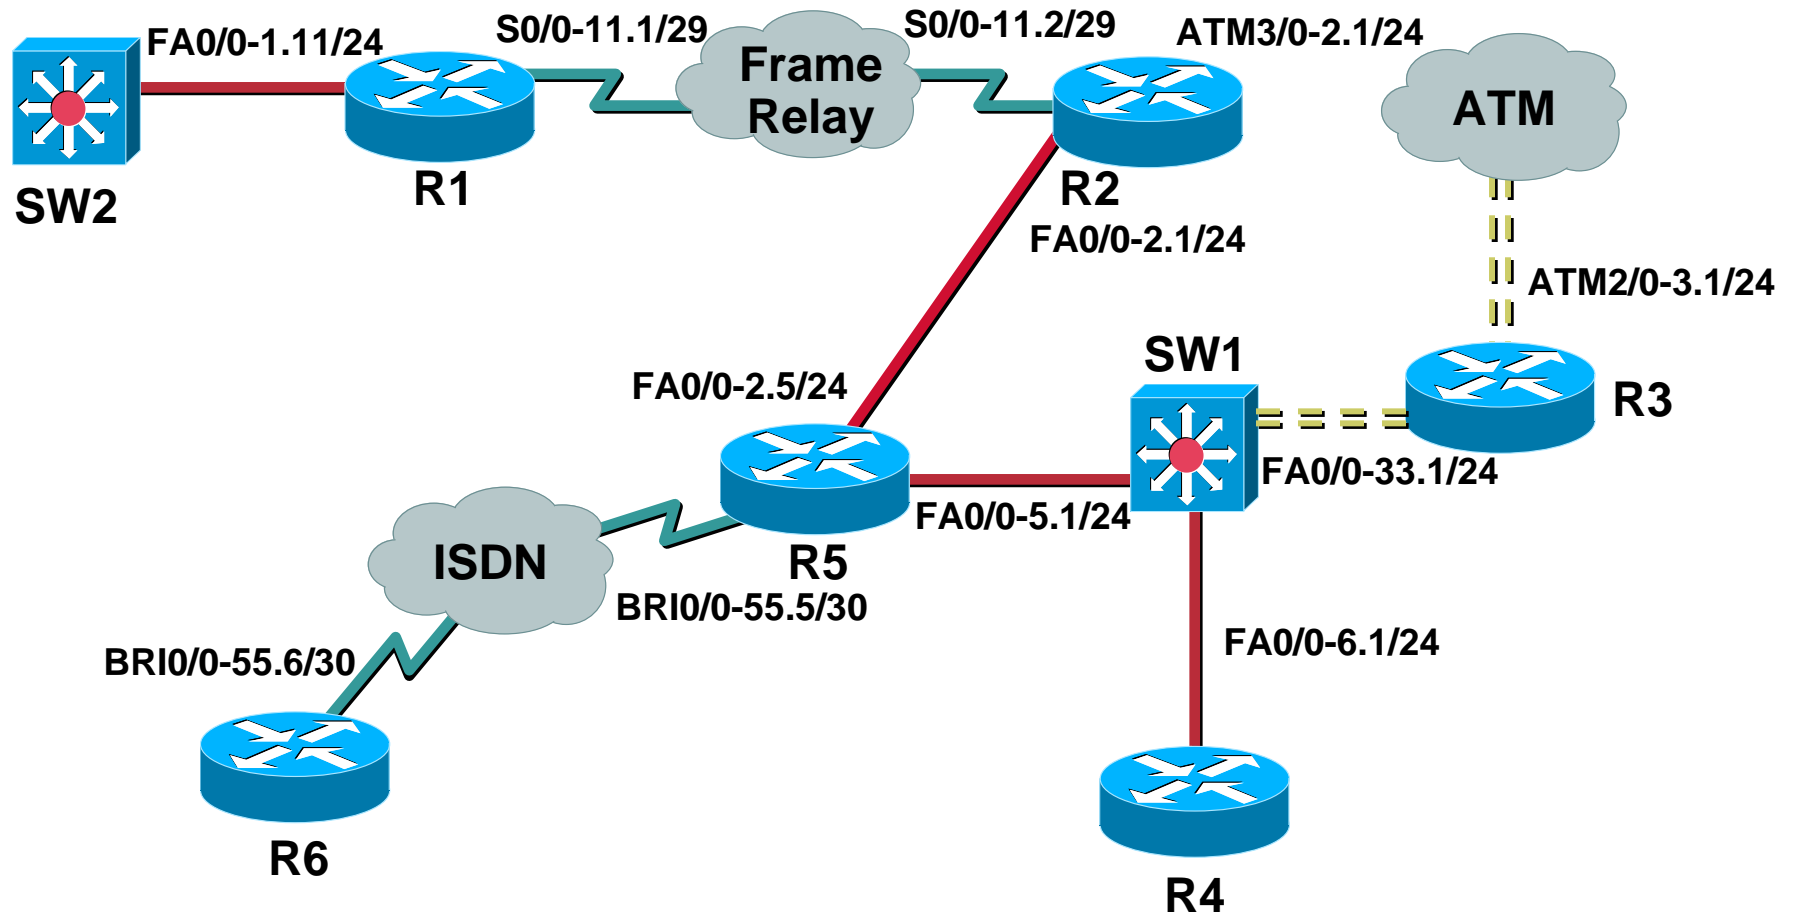 FA0/0-1.11/24
S0/0-11.1/29
S0/0-11.2/29
ATM3/0-2.1/24
Frame
Relay
ATM
SW2
R1
R2
FA0/0-2.1/24
ATM2/0-3.1/24
SW1
FA0/0-2.5/24
R3
FA0/0-33.1/24
FA0/0-5.1/24
ISDN
R5
BRI0/0-55.5/30
FA0/0-6.1/24
BRI0/0-55.6/30
R6
R4